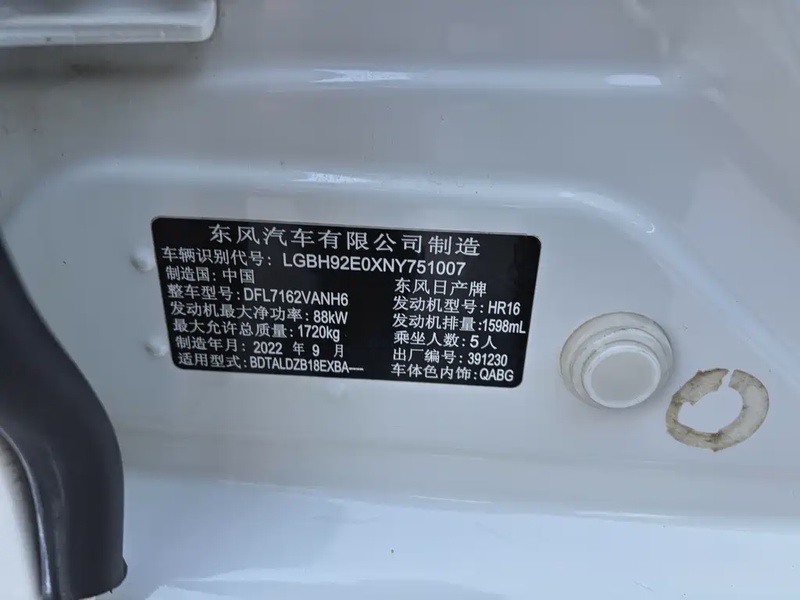 东风汽车有限公司制造
车辆识别代号: LGBH92E0XNY751007
制造国: 中国 东风日产牌
整车型号: DFL7162VANH6 发动机型号: HR16
发动机最大净功率: 88kW 发动机排量: 1598mL
最大允许总质量: 1720kg 乘坐人数: 5人
制造年月: 2022 年 9 月 出厂编号: 391230
适用型式: BDTALDZB18EXBA---- 车体色内饰: QABG